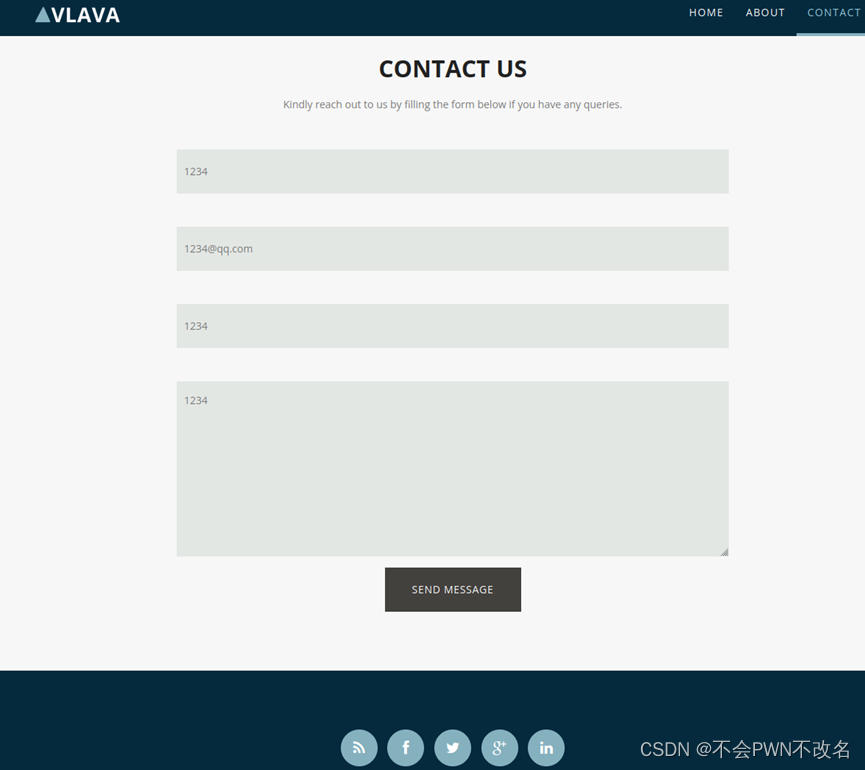 VLAVA
HOME ABOUT CONTACT
CONTACT US
Kindly reach out to us by filling the form below if you have any queries.
1234
1234@qq.com
1234
1234
SEND MESSAGE
CSDN @不会PWN不改名